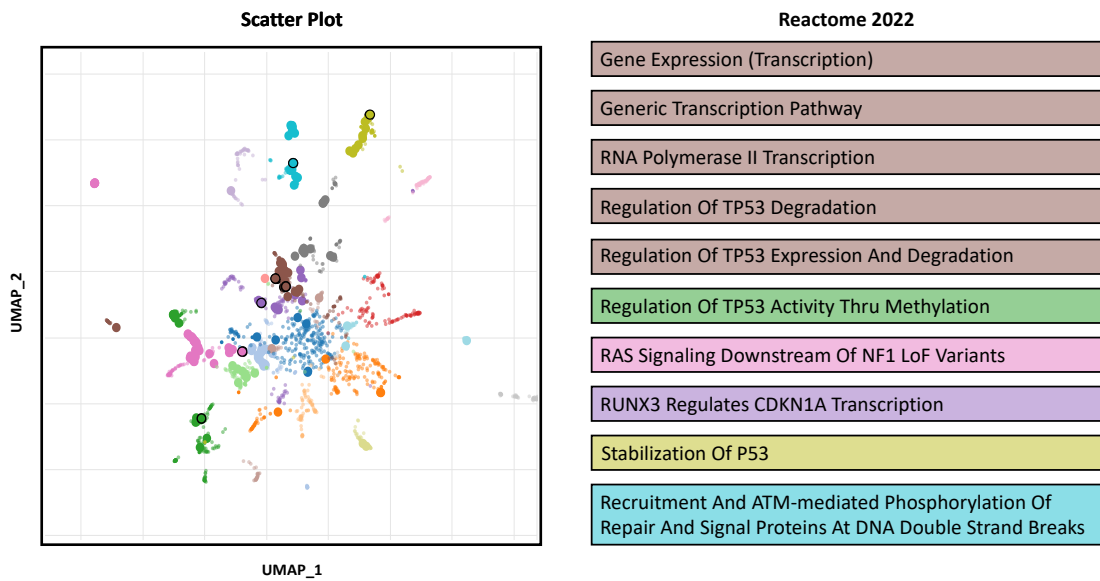 Scatter Plot
Reactome 2022
UMAP_2
UMAP_1
Gene Expression (Transcription)
Generic Transcription Pathway
RNA Polymerase II Transcription
Regulation Of TP53 Degradation
Regulation Of TP53 Expression And Degradation
Regulation Of TP53 Activity Thru Methylation
RAS Signaling Downstream Of NF1 LoF Variants
RUNX3 Regulates CDKN1A Transcription
Stabilization Of P53
Recruitment And ATM-mediated Phosphorylation Of
Repair And Signal Proteins At DNA Double Strand Breaks